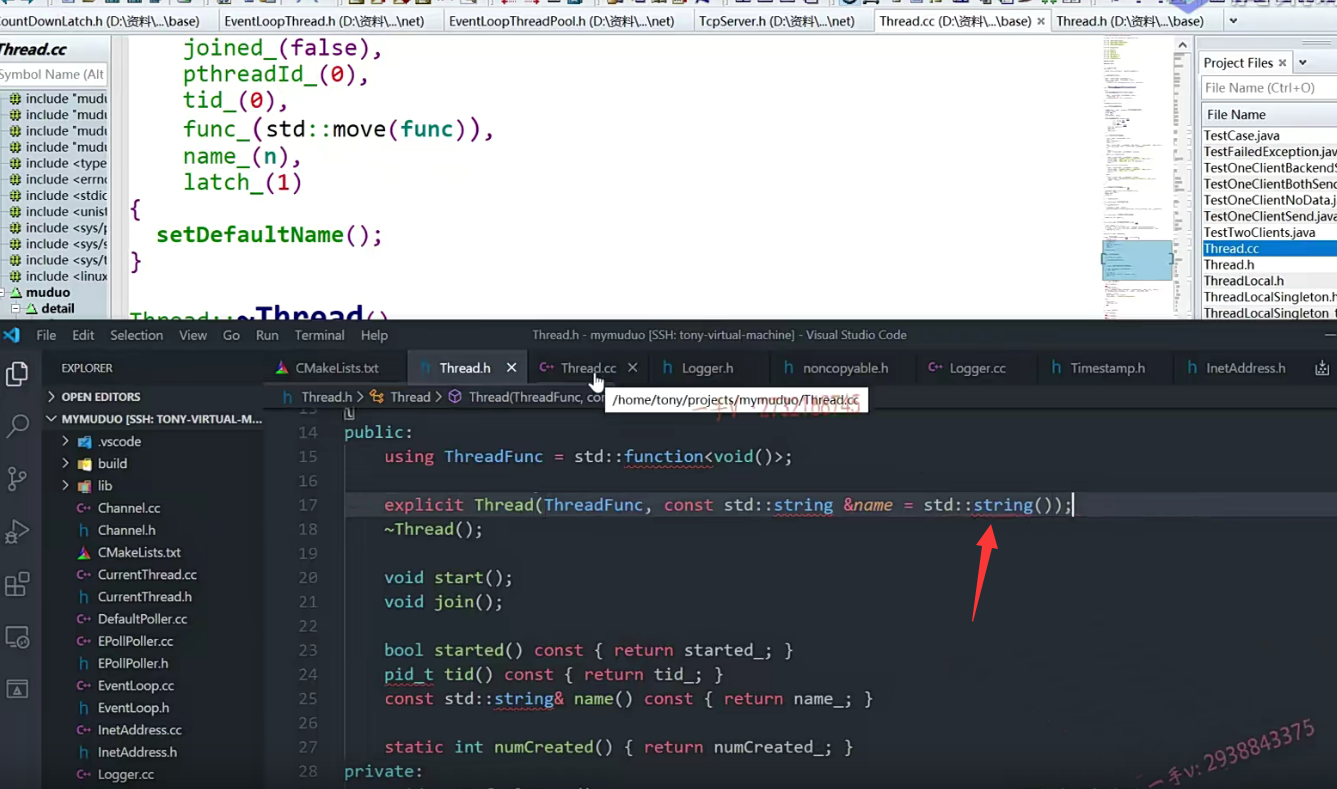 CountDownLatch.h (D:\资料\...\base)
EventLoopThread.h (D:\资料\...\net)
EventLoopThreadPool.h (D:\资料\...\net)
TcpServer.h (D:\资料\...\net)
Thread.cc (D:\资料\...\base)
Thread.h (D:\资料\...\base)
Thread.cc
Symbol Name (Alt
include "mudu
include "mudu
include "mudu
include "mudu
include <type
include <errno
include <stdic
include <unist
include <sys/p
include <sys/s
include <sys/t
include <linux
muduo
detail
joined_(false),
pthreadId_(0),
tid_(0),
func_(std::move(func)),
name_(n),
latch_(1)
{
setDefaultName();
}
Thread::~Thread()
Project Files
File Name (Ctrl+O)
File Name
TestCase.java
TestFailedException.jav
TestOneClientBackendS
TestOneClientBothSend
TestOneClientNoData.j
TestOneClientSend.java
TestTwoClients.java
Thread.cc
Thread.h
ThreadLocal.h
ThreadLocalSingleton.h
File Edit Selection View Go Run Terminal Help
Thread.h - mymuduo [SSH: tony-virtual-machine] - Visual Studio Code
EXPLORER
CMakeLists.txt
Thread.h
Thread.cc
Logger.h
noncopyable.h
Logger.cc
Timestamp.h
InetAddress.h
OPEN EDITORS
Thread.h > Thread > Thread(ThreadFunc, con
/home/tony/projects/mymuduo/Thread.cc
MYMUDUO [SSH: TONY-VIRTUAL-M...
.vscode
build
lib
Channel.cc
Channel.h
CMakeLists.txt
CurrentThread.cc
CurrentThread.h
DefaultPoller.cc
EPollPoller.cc
EPollPoller.h
EventLoop.cc
EventLoop.h
InetAddress.cc
InetAddress.h
Logger.cc
13 {
14 public:
15 using ThreadFunc = std::function<void()>;
16
17 explicit Thread(ThreadFunc, const std::string &name = std::string());
18 ~Thread();
19
20 void start();
21 void join();
22
23 bool started() const { return started_; }
24 pid_t tid() const { return tid_; }
25 const std::string& name() const { return name_; }
26
27 static int numCreated() { return numCreated_; }
28 private:
一手v: 2938843375